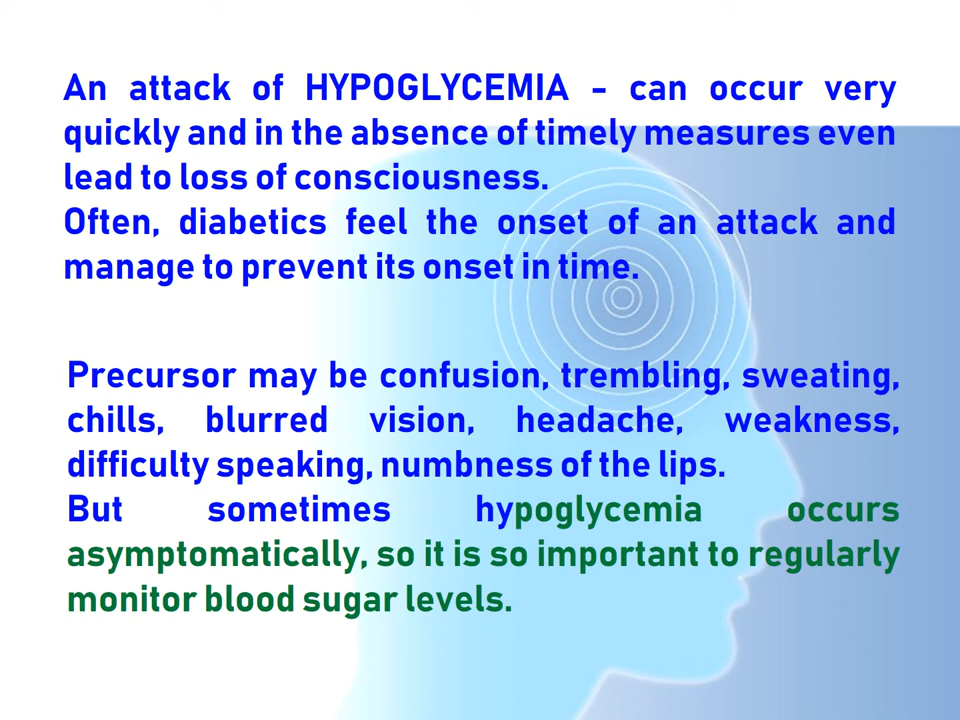 An attack of HYPOGLYCEMIA - can occur very
quickly and in the absence of timely measures even
lead to loss of consciousness.
Often, diabetics feel the onset of an attack and
manage to prevent its onset in time.
Precursor may be confusion, trembling, sweating,
chills, blurred vision, headache, weakness,
difficulty speaking, numbness of the lips.
But sometimes hypoglycemia occurs
asymptomatically, so it is so important to regularly
monitor blood sugar levels.